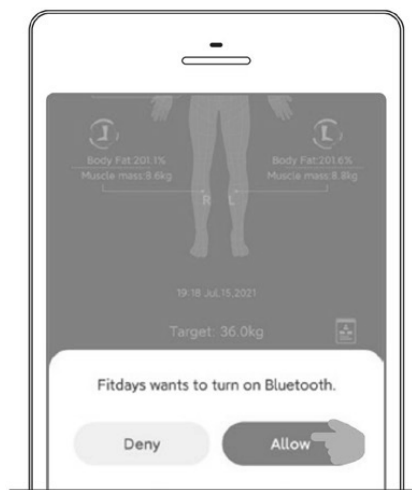 Body Fat 201.1%
Muscle mass:8.6kg
Body Fat:201.6%
Muscle mass:8.8kg
R L
19:18 Jul.15,2021
Target: 36.0kg
Fitdays wants to turn on Bluetooth.
Deny
Allow